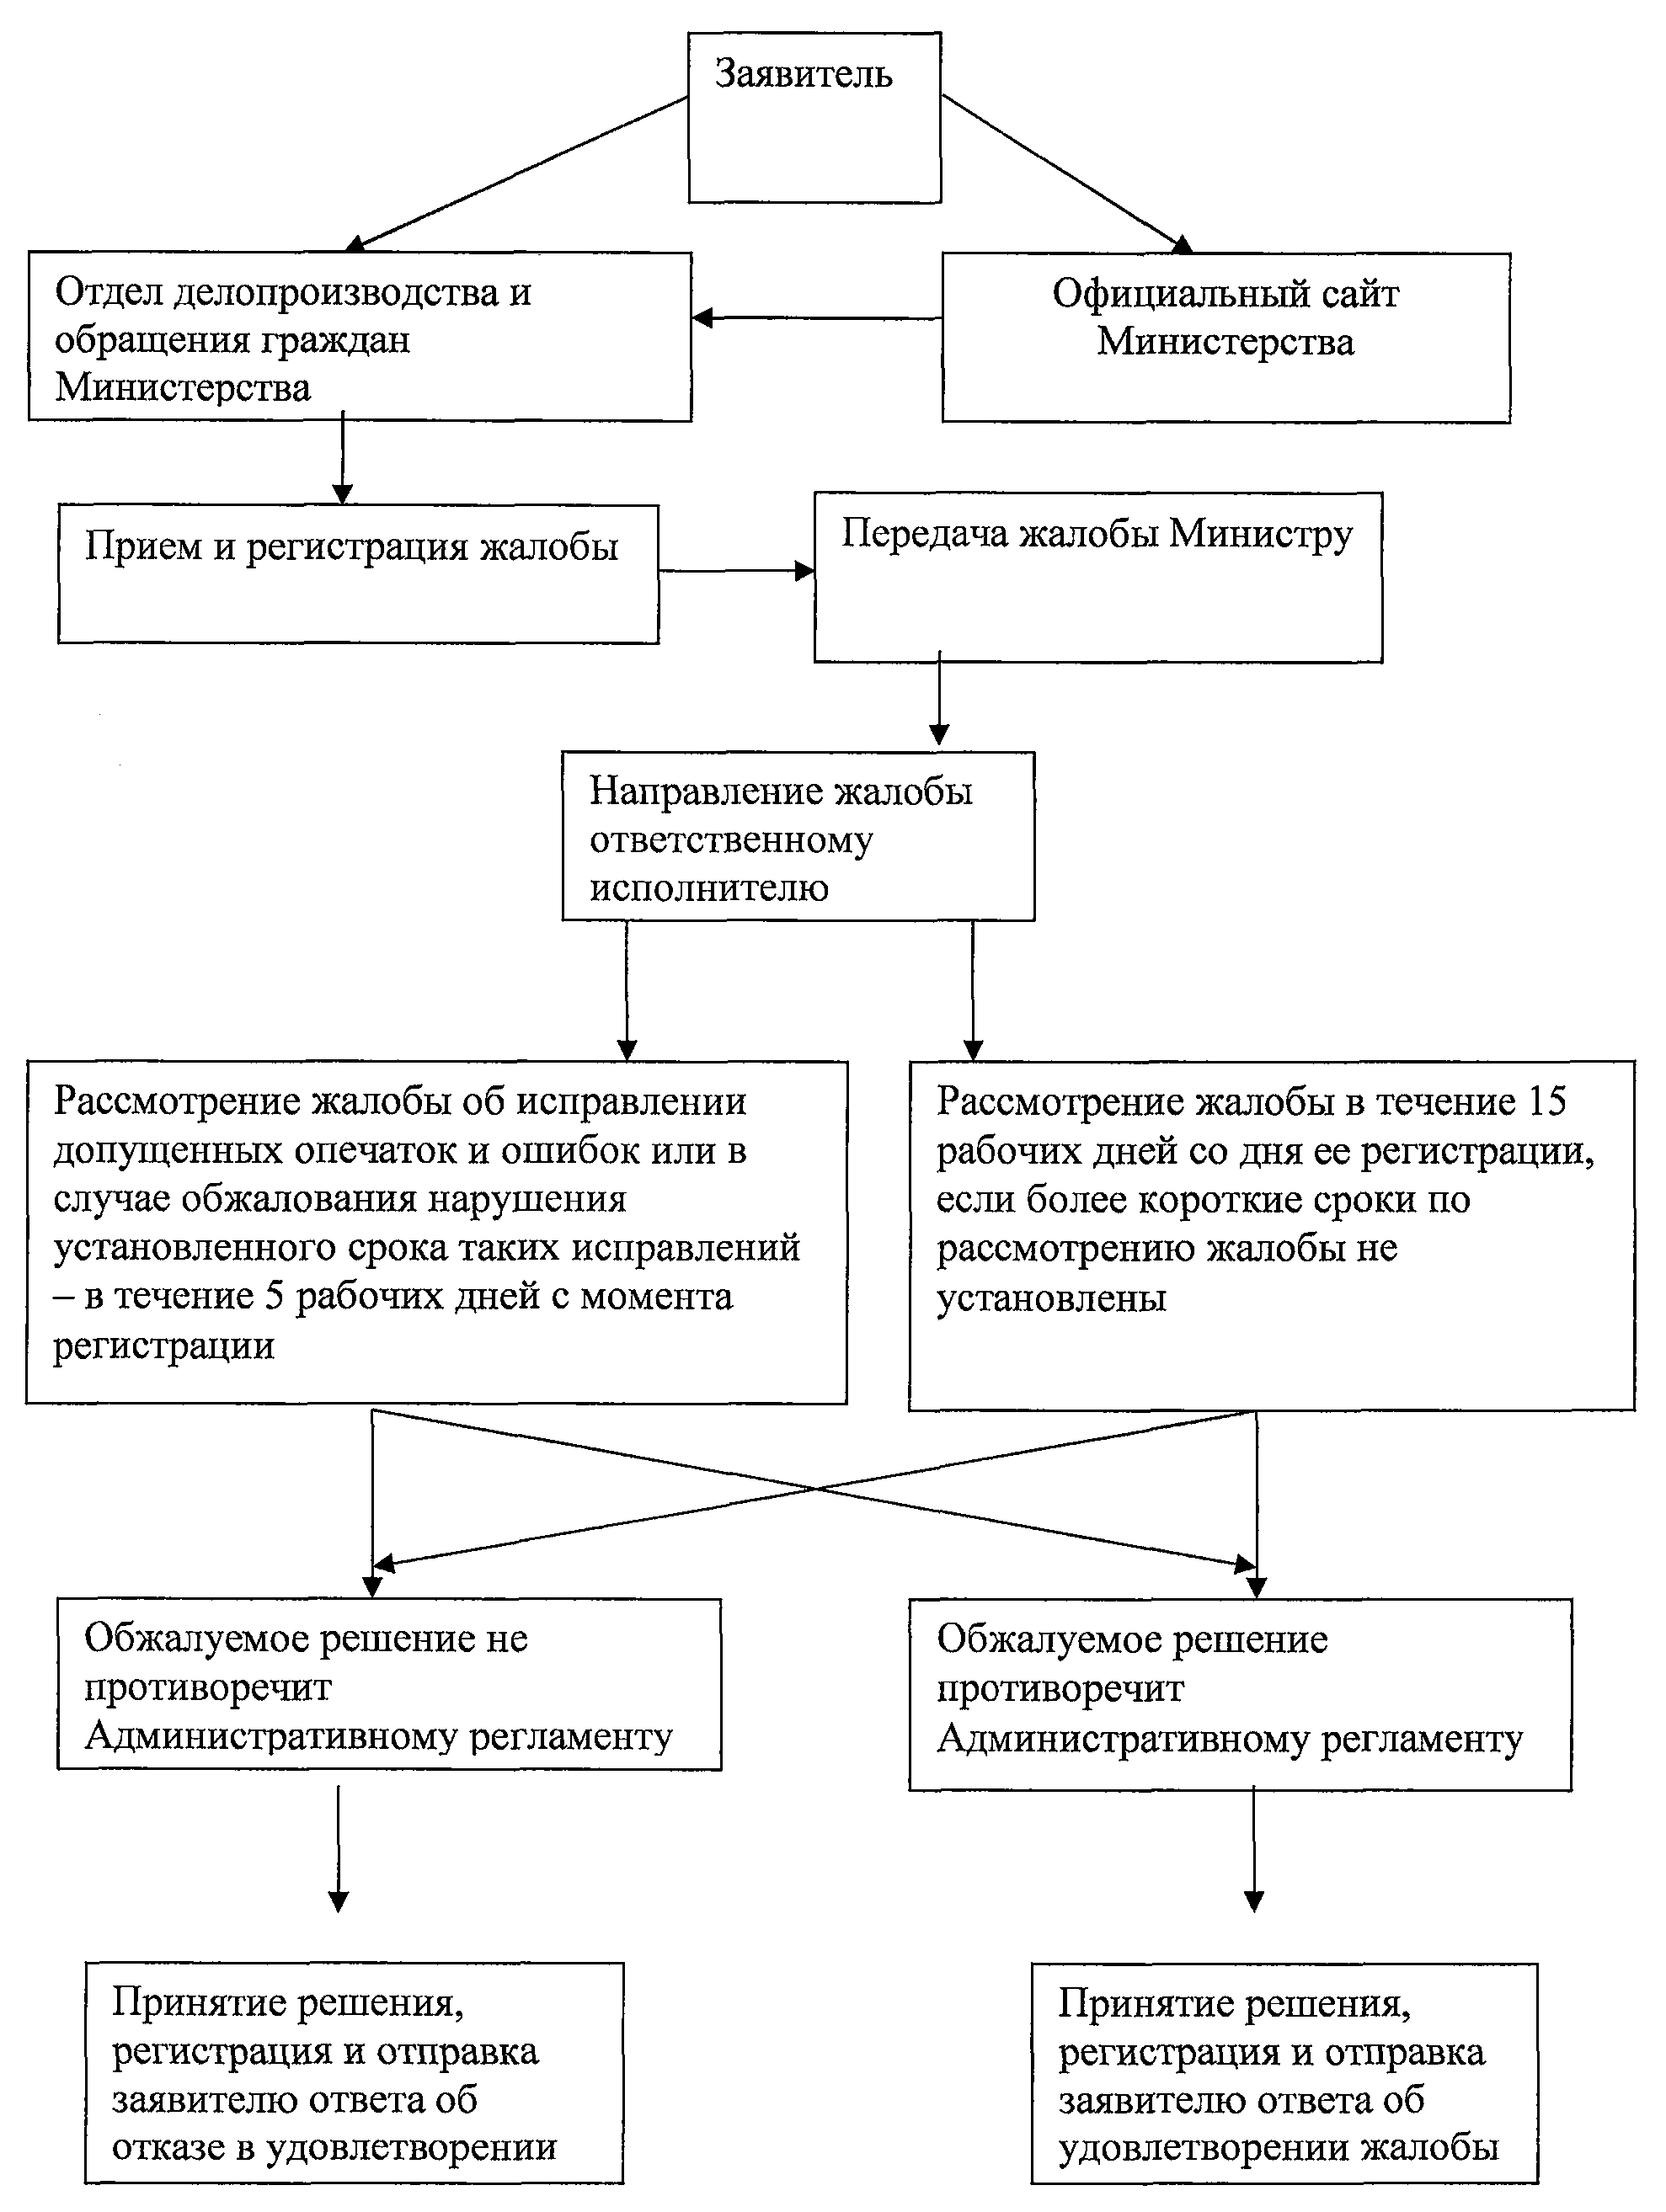 Заявитель
Отдел делопроизводства и
обращения граждан
Министерства
Официальный сайт
Министерства
Прием и регистрация жалобы
Передача жалобы Министру
Направление жалобы
ответственному
исполнителю
Рассмотрение жалобы об исправлении
допущенных опечаток и ошибок или в
случае обжалования нарушения
установленного срока таких исправлений
– в течение 5 рабочих дней с момента
регистрации
Рассмотрение жалобы в течение 15
рабочих дней со дня ее регистрации,
если более короткие сроки по
рассмотрению жалобы не
установлены
Обжалуемое решение не
противоречит
Административному регламенту
Обжалуемое решение
противоречит
Административному регламенту
Принятие решения,
регистрация и отправка
заявителю ответа об
отказе в удовлетворении
Принятие решения,
регистрация и отправка
заявителю ответа об
удовлетворении жалобы